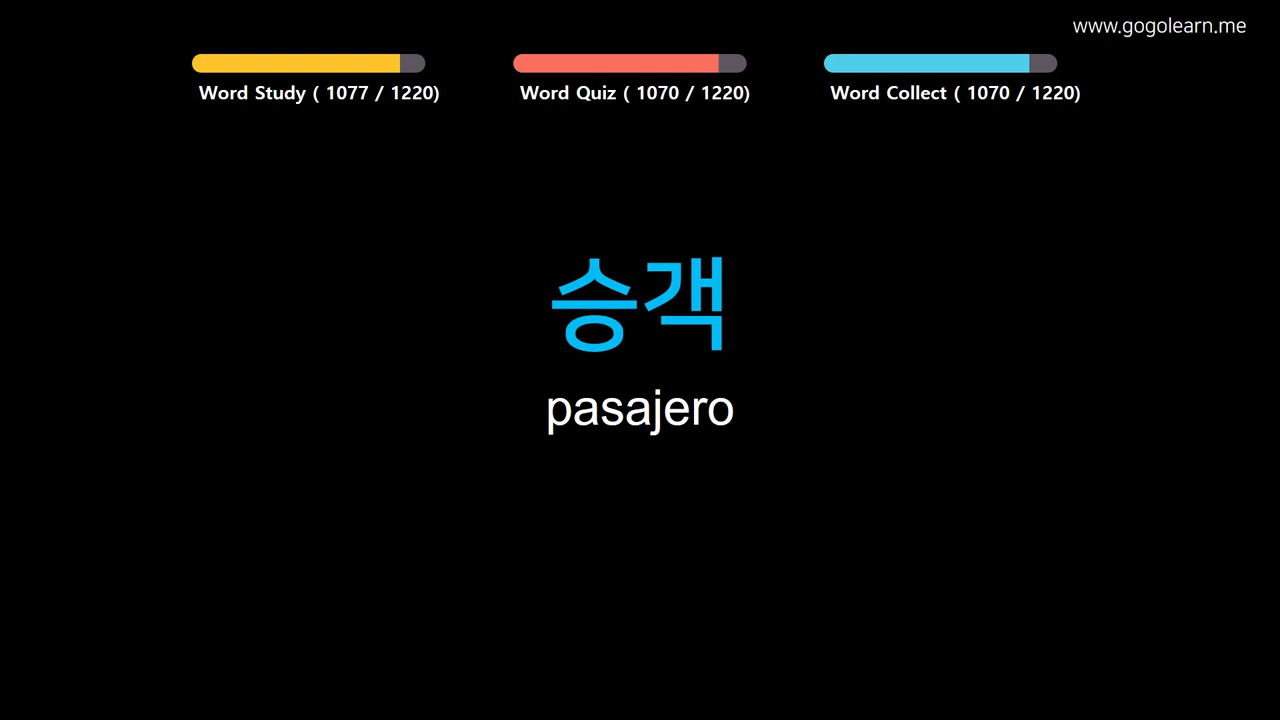 www.gogolearn.me
Word Study ( 1077 / 1220)
Word Quiz ( 1070 / 1220)
Word Collect ( 1070 / 1220)
승객
pasajero